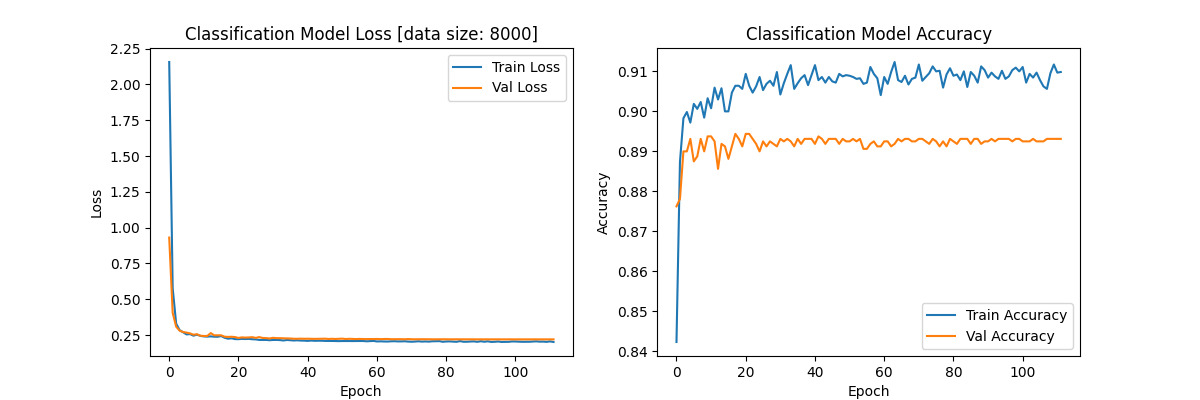 Classification Model Loss [data size: 8000]
2.25
2.00
1.75
1.50
1.25
1.00
0.75
0.50
0.25
Loss
0
20
40
60
80
100
Epoch
Train Loss
Val Loss
Classification Model Accuracy
0.91
0.90
0.89
0.88
0.87
0.86
0.85
0.84
Accuracy
0
20
40
60
80
100
Epoch
Train Accuracy
Val Accuracy